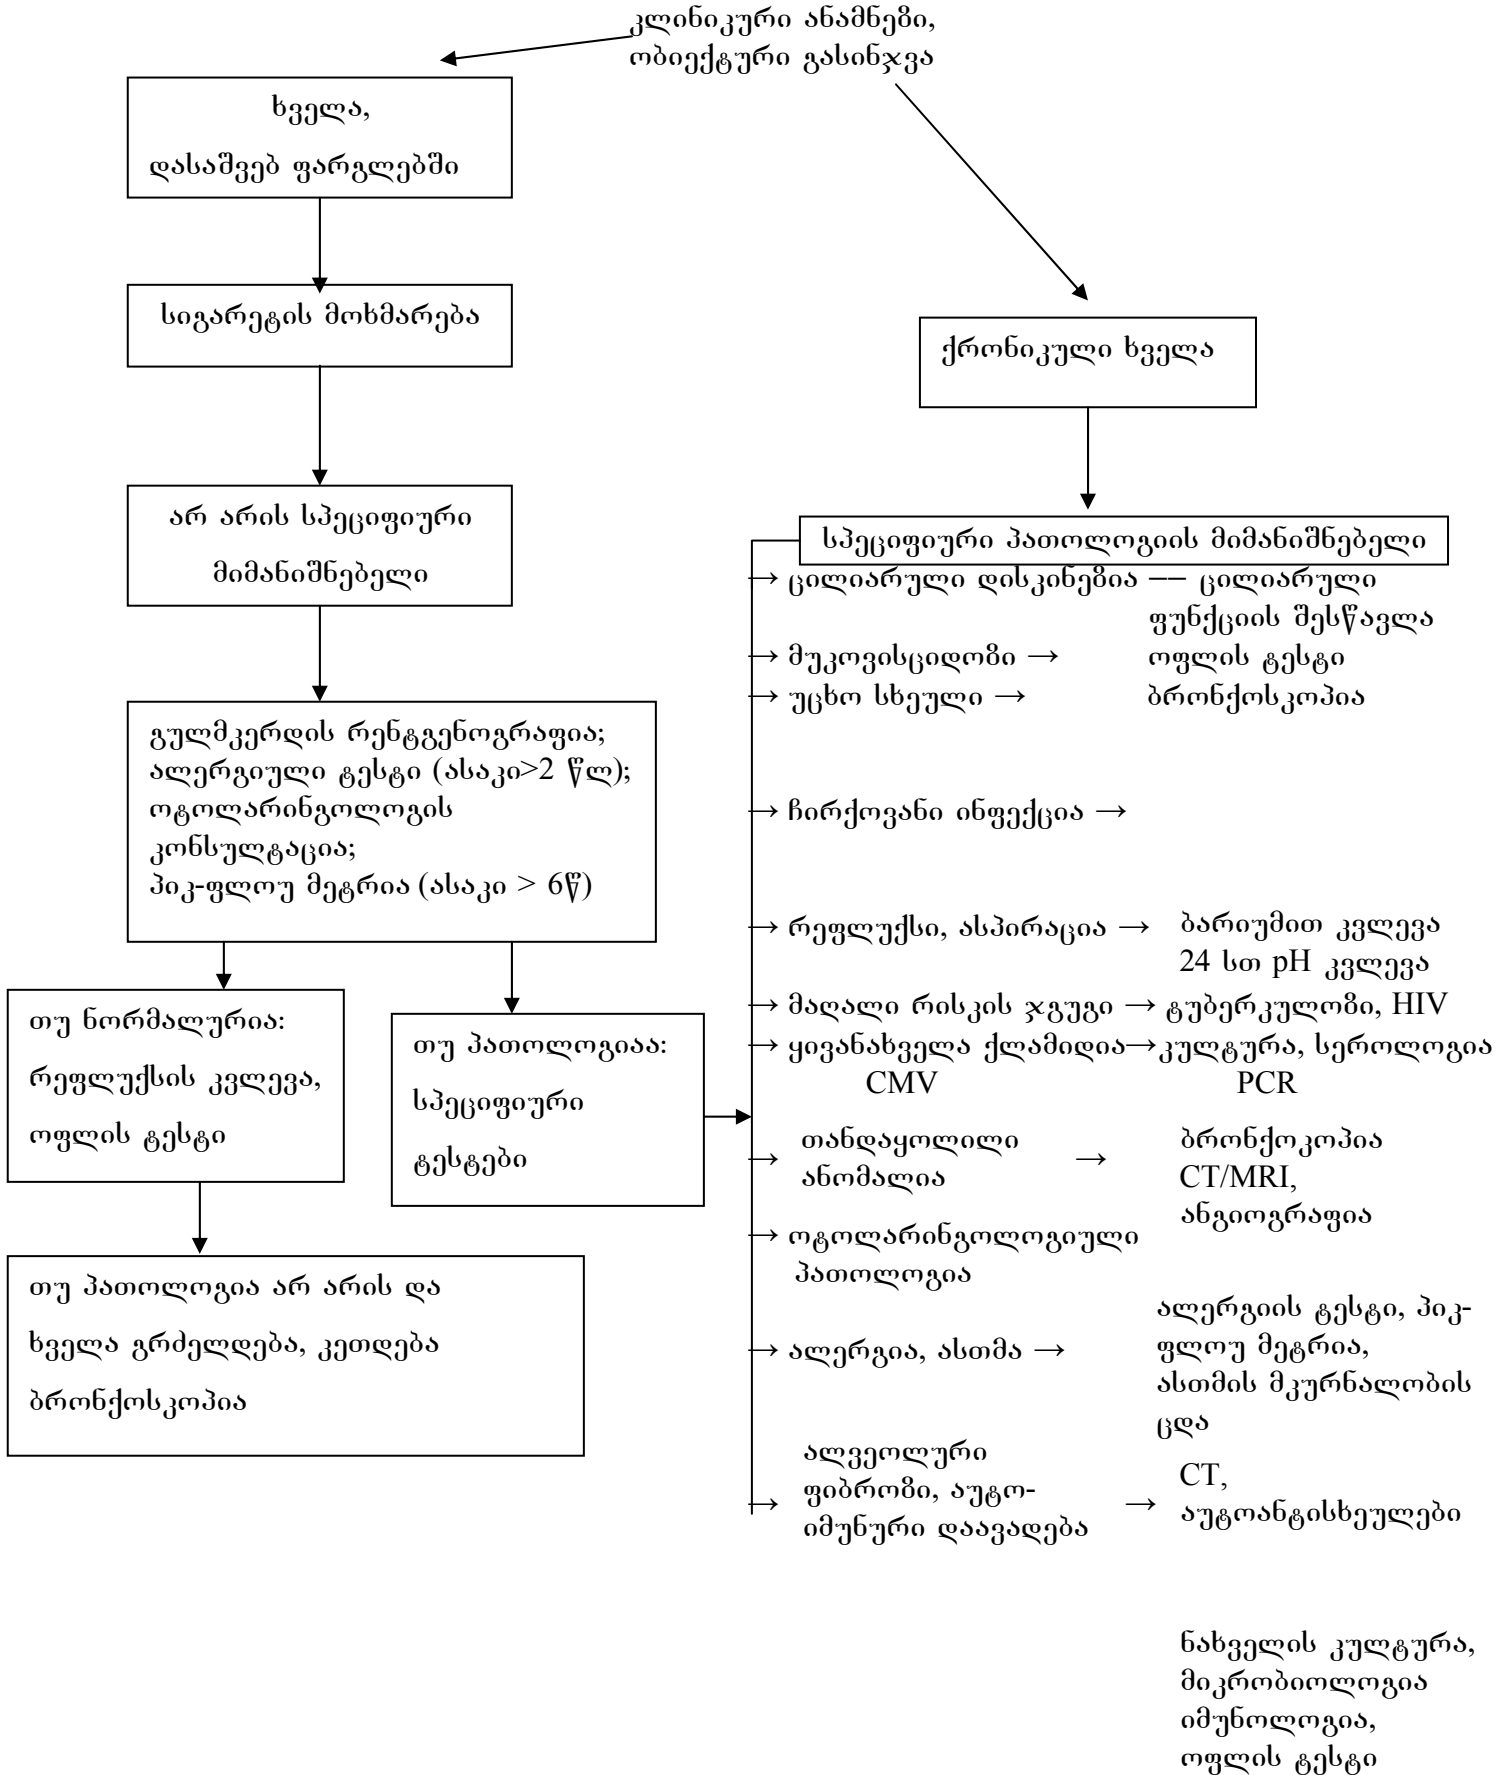 კლინიკური ანამნეზი,
ობიექტური გასინჯვა
ხველა,
დასაშვებ ფარგლებში
სიგარეტის მოხმარება
არ არის სპეციფიური
მიმანიშნებელი
გულმკერდის რენტგენოგრაფია;
ალერგიული ტესტი (ასაკი>2 წლ);
ოტოლარინგოლოგის
კონსულტაცია;
პიკ-ფლოუ მეტრია (ასაკი > 6წ)
თუ ნორმალურია:
რეფლუქსის კვლევა,
ოფლის ტესტი
თუ პათოლოგიაა:
სპეციფიური
ტესტები
თუ პათოლოგია არ არის და
ხველა გრძელდება, კეთდება
ბრონქოსკოპია
ქრონიკული ხველა
სპეციფიური პათოლოგიის მიმანიშნებელი
→ ცილიარული დისკინეზია –– ცილიარული
ფუნქციის შესწავლა
→ მუკოვისციდოზი → ოფლის ტესტი
→ უცხო სხეული → ბრონქოსკოპია
→ ჩირქოვანი ინფექცია →
→ რეფლუქსი, ასპირაცია → ბარიუმით კვლევა
24 სთ pH კვლევა
→ მაღალი რისკის ჯგუგი → ტუბერკულოზი, HIV
→ ყივანახველა ქლამიდია→კულტურა, სეროლოგია
CMV PCR
→ თანდაყოლილი
ანომალია
→ ბრონქოკოპია
CT/MRI,
ანგიოგრაფია
→ ოტოლარინგოლოგიული
პათოლოგია
→ ალერგია, ასთმა →
ალერგიის ტესტი, პიკ-
ფლოუ მეტრია,
ასთმის მკურნალობის
ცდა
→ ალვეოლური
ფიბროზი, აუტო-
იმუნური დაავადება
→ CT,
აუტოანტისხეულები
ნახველის კულტურა,
მიკრობიოლოგია
იმუნოლოგია,
ოფლის ტესტი